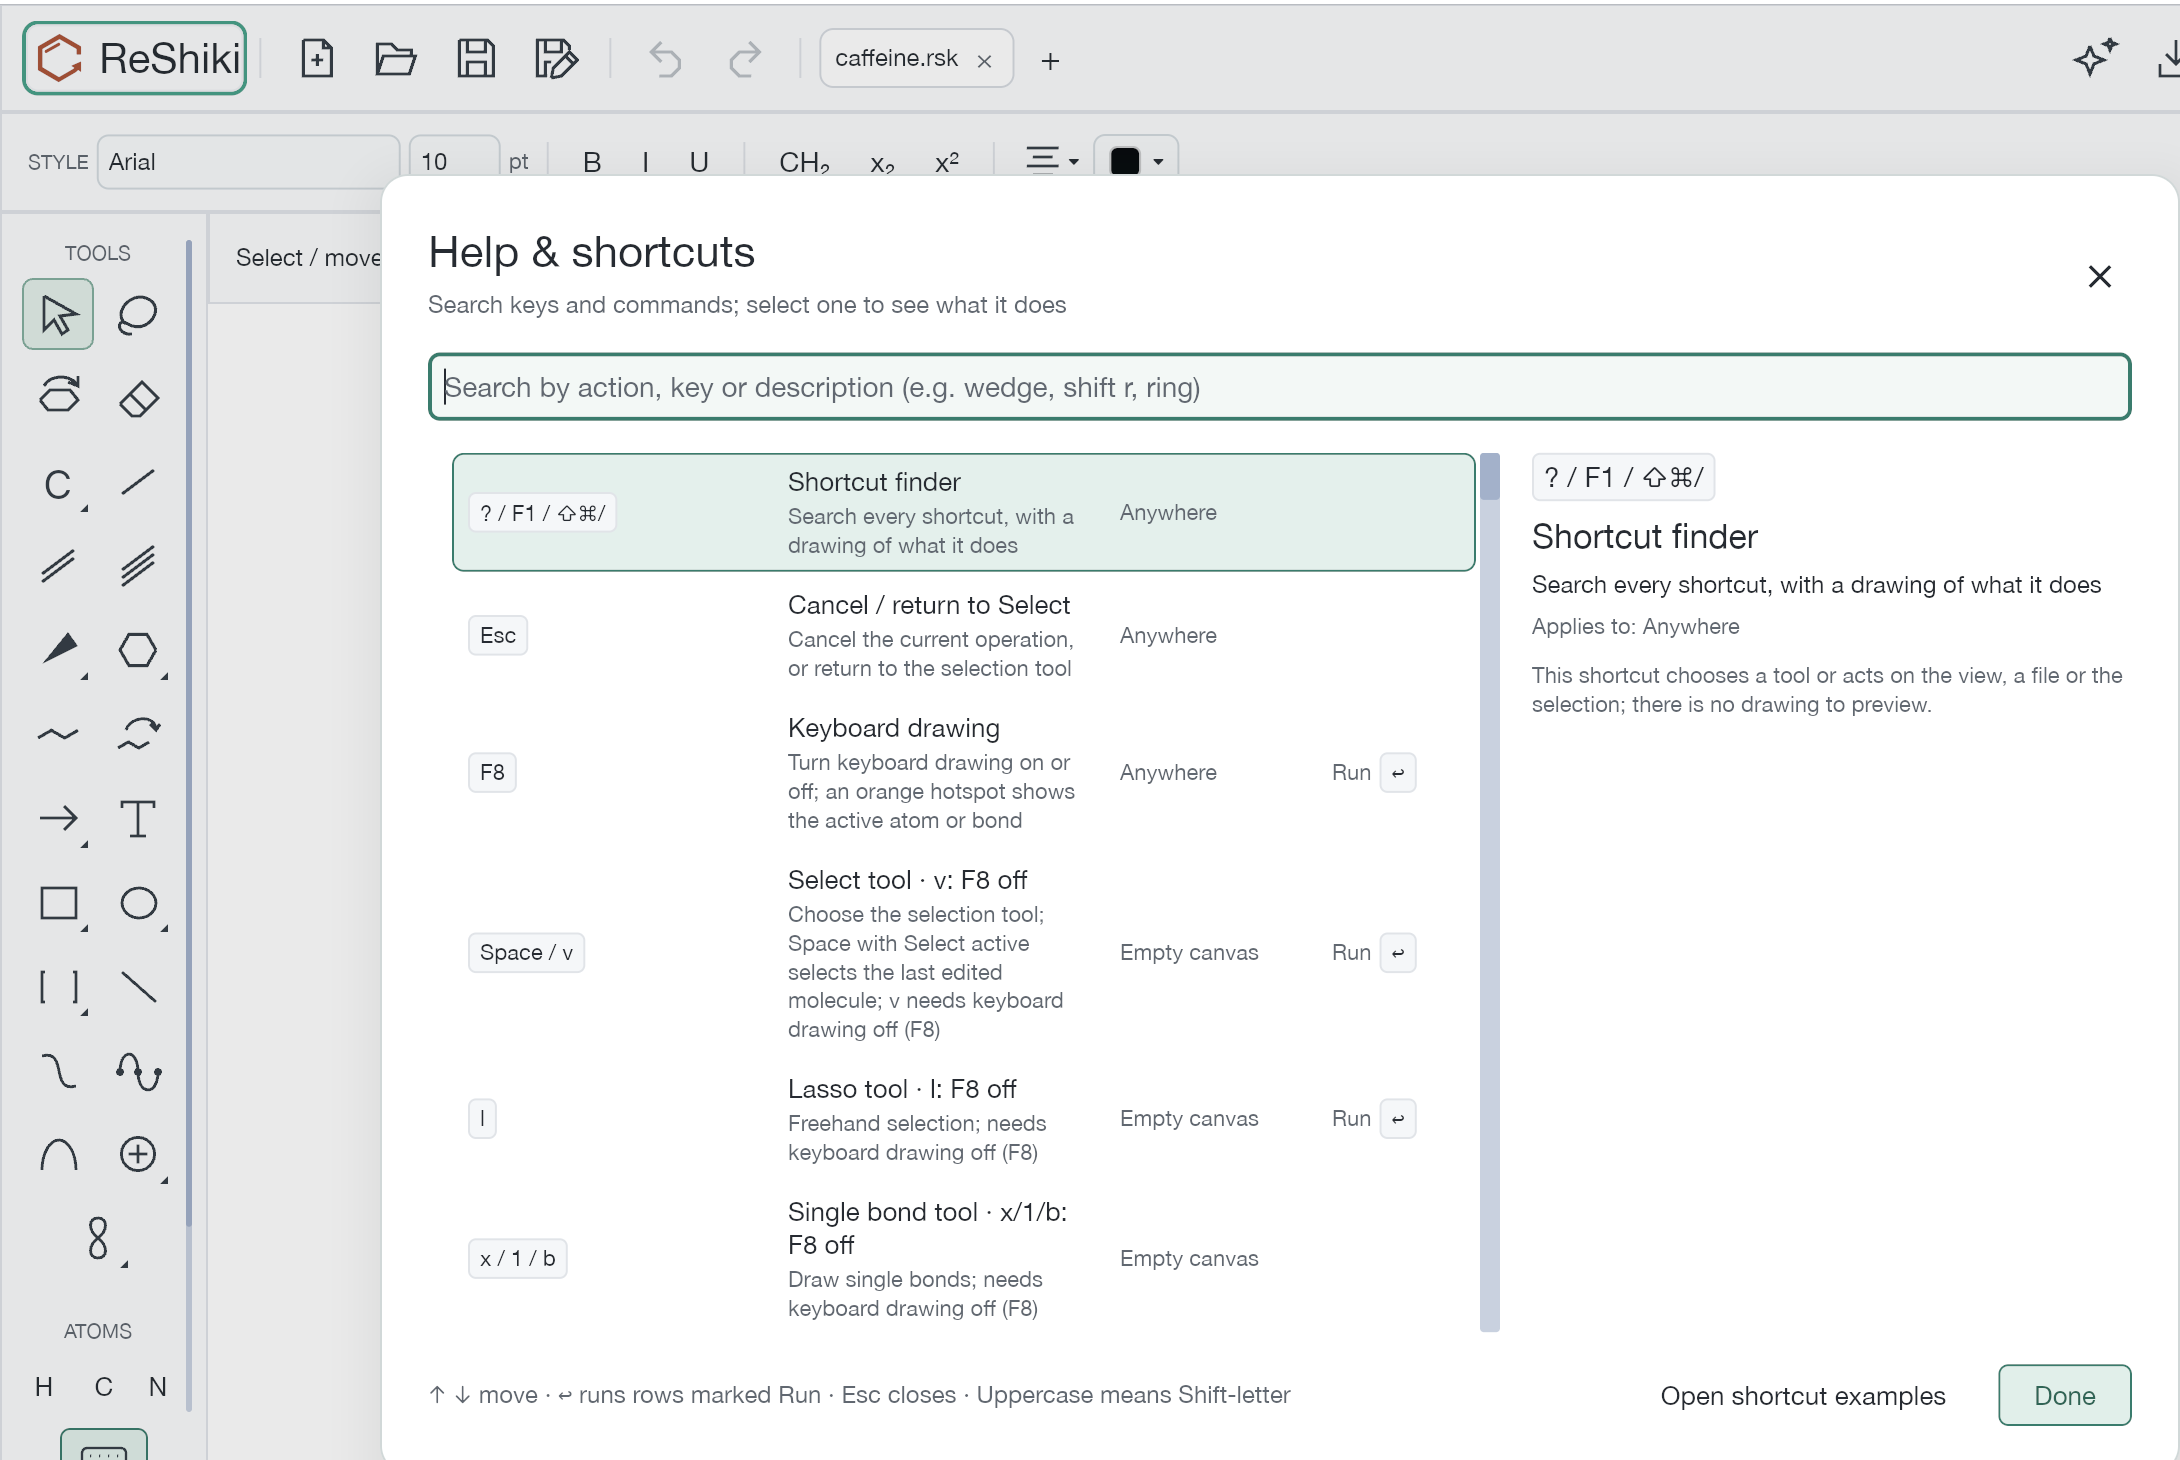 ReShiki
caffeine.rsk × +
STYLE Arial 10 pt B I U CH₂ x₂ x²
TOOLS
Select / move
C
T
ATOMS
H C N
Help & shortcuts
Search keys and commands; select one to see what it does
Search by action, key or description (e.g. wedge, shift r, ring)
? / F1 / ⇧⌘/
Shortcut finder
Search every shortcut, with a
drawing of what it does
Anywhere
Esc
Cancel / return to Select
Cancel the current operation,
or return to the selection tool
Anywhere
F8
Keyboard drawing
Turn keyboard drawing on or
off; an orange hotspot shows
the active atom or bond
Anywhere
Run ↩
Space / v
Select tool · v: F8 off
Choose the selection tool;
Space with Select active
selects the last edited
molecule; v needs keyboard
drawing off (F8)
Empty canvas
Run ↩
l
Lasso tool · l: F8 off
Freehand selection; needs
keyboard drawing off (F8)
Empty canvas
Run ↩
x / 1 / b
Single bond tool · x/1/b:
F8 off
Draw single bonds; needs
keyboard drawing off (F8)
Empty canvas
? / F1 / ⇧⌘/
Shortcut finder
Search every shortcut, with a drawing of what it does
Applies to: Anywhere
This shortcut chooses a tool or acts on the view, a file or the
selection; there is no drawing to preview.
↑ ↓ move · ↩ runs rows marked Run · Esc closes · Uppercase means Shift-letter
Open shortcut examples
Done